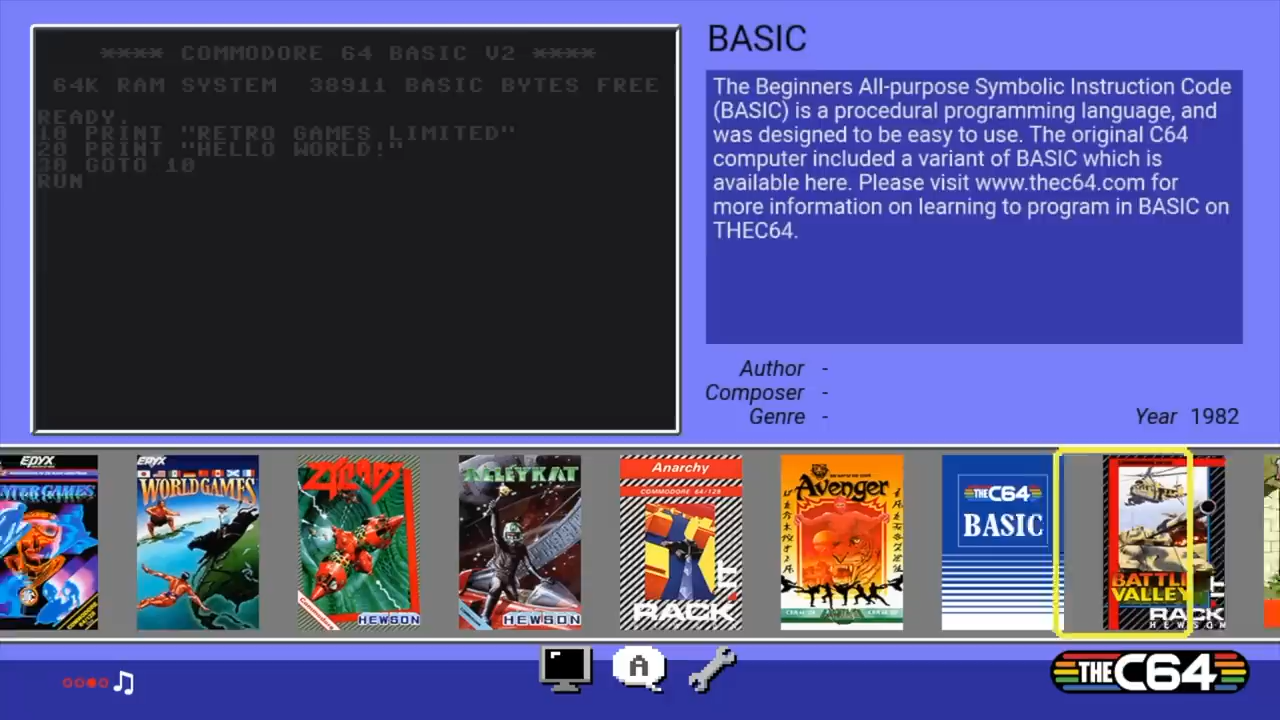 **** COMMODORE 64 BASIC V2 ****
64K RAM SYSTEM  38911 BASIC BYTES FREE
READY.
10 PRINT "RETRO GAMES LIMITED"
20 PRINT "HELLO WORLD!"
30 GOTO 10
RUN
BASIC
The Beginners All-purpose Symbolic Instruction Code
(BASIC) is a procedural programming language, and
was designed to be easy to use. The original C64
computer included a variant of BASIC which is
available here. Please visit www.thec64.com for
more information on learning to program in BASIC on
THEC64.
Author -
Composer -
Genre -
Year 1982
EPYX
GAMES
EPYX
WORLD GAMES
ZYNAPS
Commodore
HEWSON
ALLEYKAT
HEWSON
Anarchy
COMMODORE 64/128
RACK-IT
Avenger
THEC64
BASIC
BATTLE
VALLEY
RACK-IT
HEWSON
A
THEC64